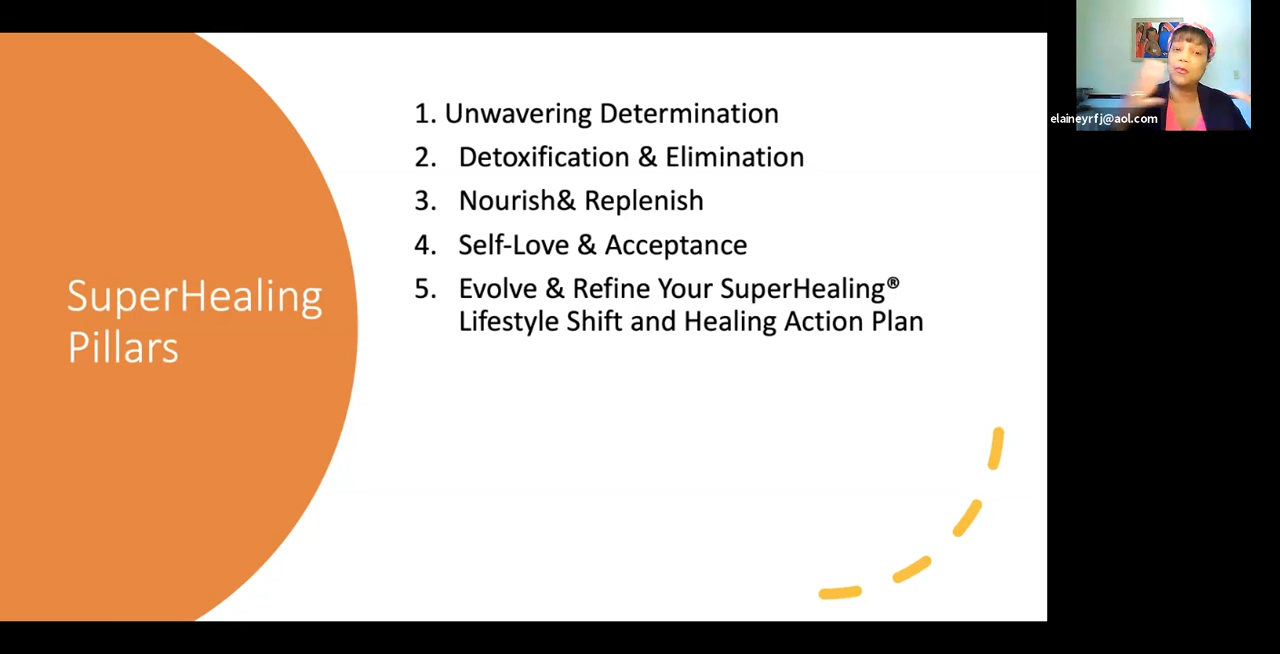 SuperHealing
Pillars
1. Unwavering Determination
2. Detoxification & Elimination
3. Nourish& Replenish
4. Self-Love & Acceptance
5. Evolve & Refine Your SuperHealing®
Lifestyle Shift and Healing Action Plan
elaineyrfj@aol.com